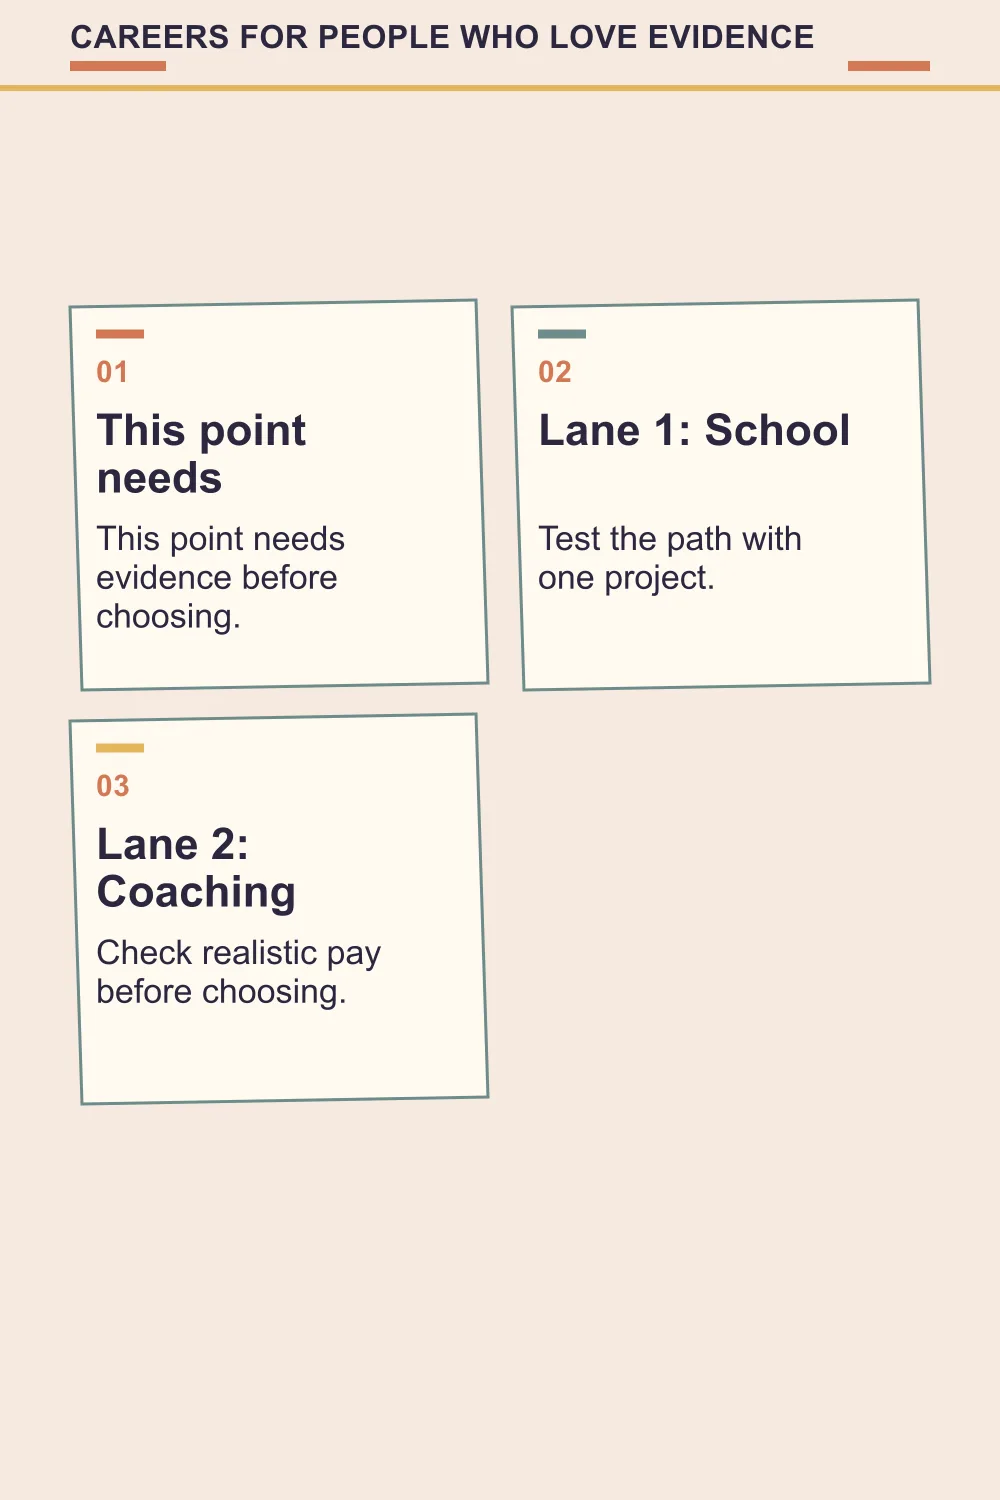 CAREERS FOR PEOPLE WHO LOVE EVIDENCE
01
This point
needs
This point needs
evidence before
choosing.
02
Lane 1: School
Test the path with
one project.
03
Lane 2:
Coaching
Check realistic pay
before choosing.